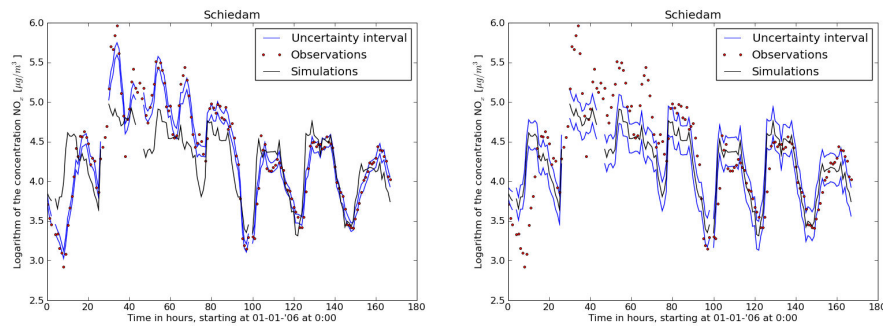 Schiedam
Logarithm of the concentration NO₂ [μg/m³]
6.0
5.5
5.0
4.5
4.0
3.5
3.0
2.5
Uncertainty interval
Observations
Simulations
0 20 40 60 80 100 120 140 160 180
Time in hours, starting at 01-01-'06 at 0:00
Schiedam
Logarithm of the concentration NO₂ [μg/m³]
6.0
5.5
5.0
4.5
4.0
3.5
3.0
2.5
Uncertainty interval
Observations
Simulations
0 20 40 60 80 100 120 140 160 180
Time in hours, starting at 01-01-'06 at 0:00